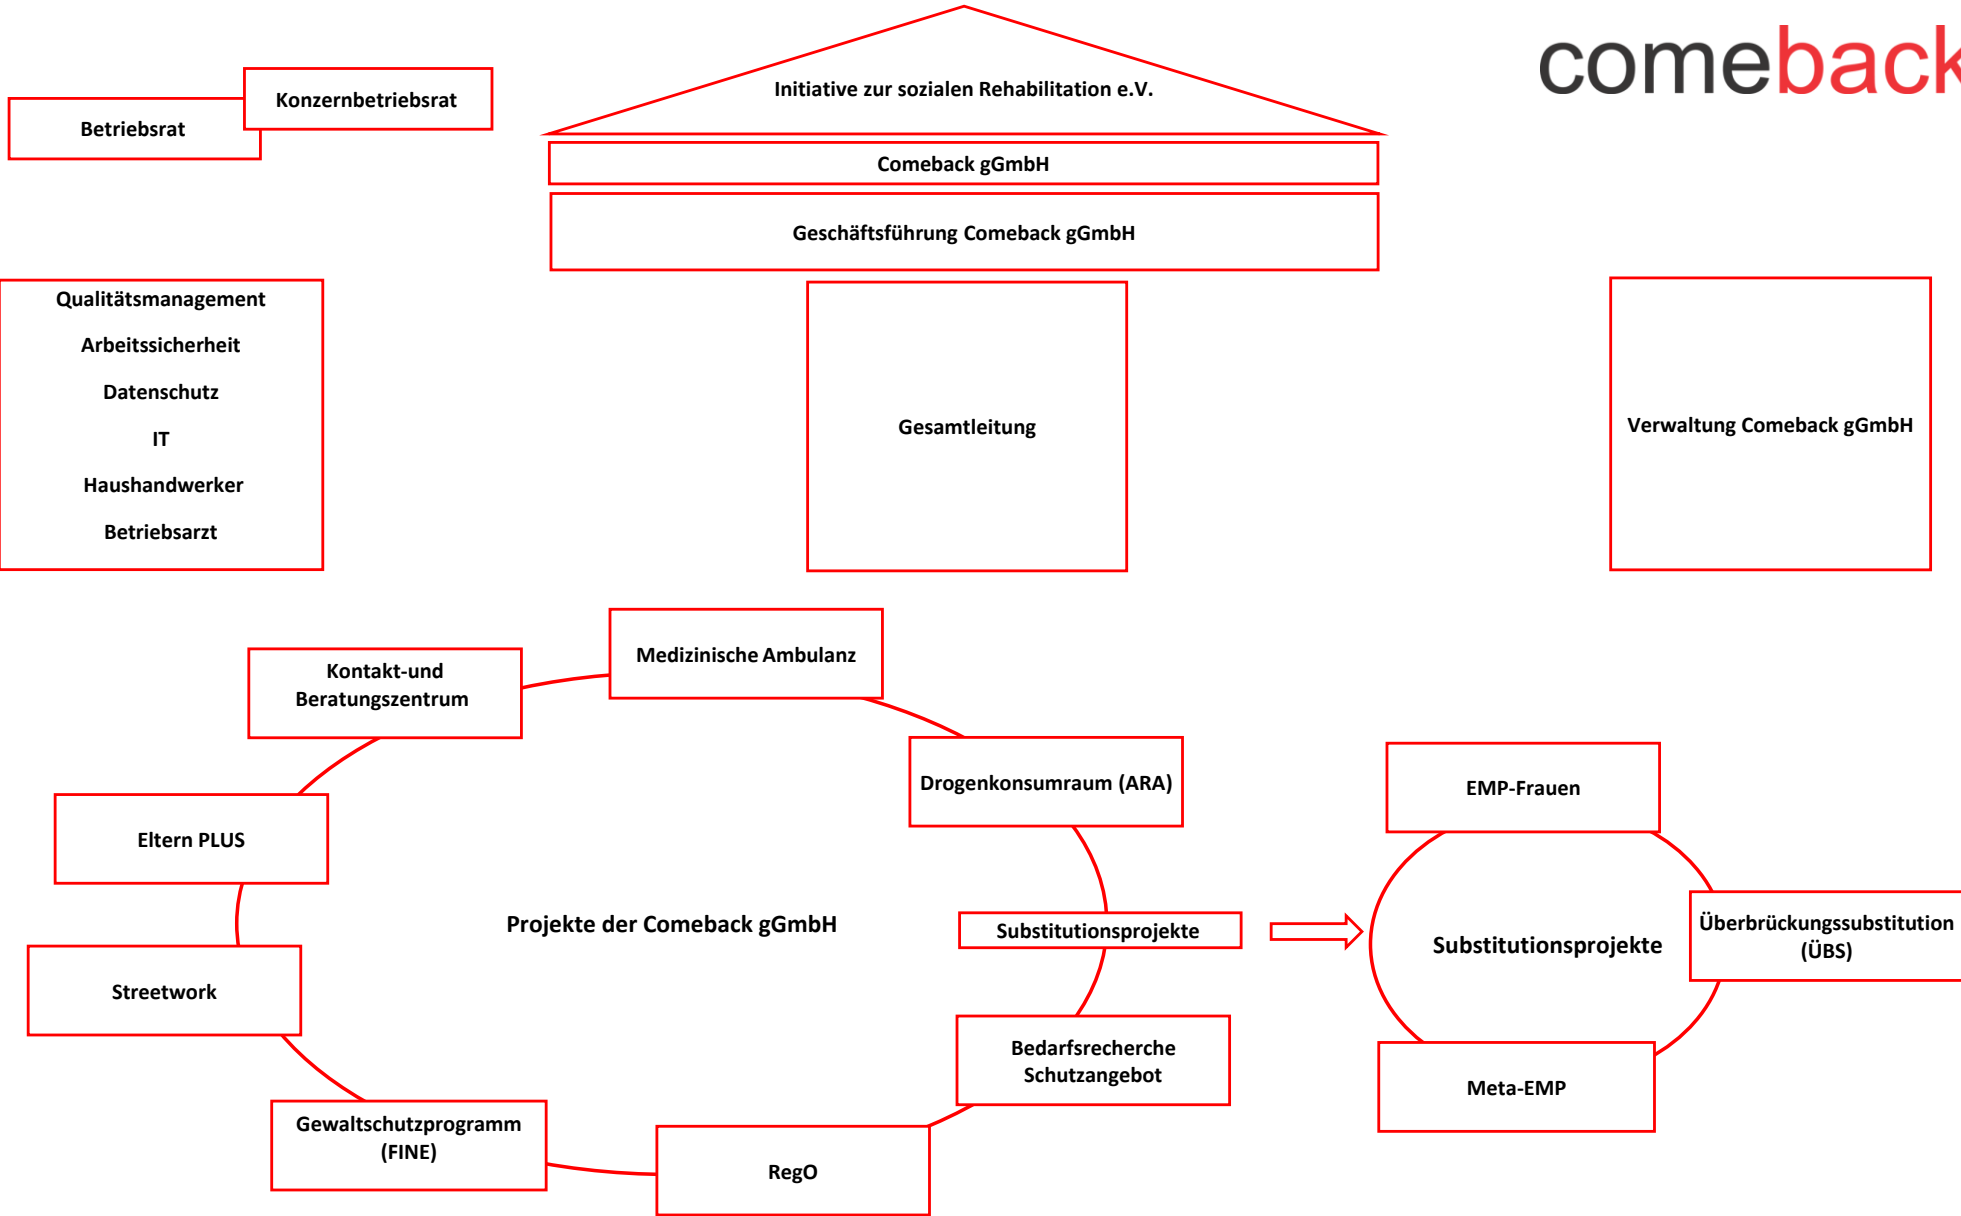 comeback
Initiative zur sozialen Rehabilitation e.V.
Konzernbetriebsrat
Betriebsrat
Comeback gGmbH
Geschäftsführung Comeback gGmbH
Qualitätsmanagement
Arbeitssicherheit
Datenschutz
IT
Haushandwerker
Betriebsarzt
Gesamtleitung
Verwaltung Comeback gGmbH
Medizinische Ambulanz
Kontakt-und
Beratungszentrum
Drogenkonsumraum (ARA)
Eltern PLUS
Projekte der Comeback gGmbH
Substitutionsprojekte
Streetwork
Bedarfsrecherche
Schutzangebot
Gewaltschutzprogramm
(FINE)
RegO
EMP-Frauen
Substitutionsprojekte
Überbrückungssubstitution
(ÜBS)
Meta-EMP